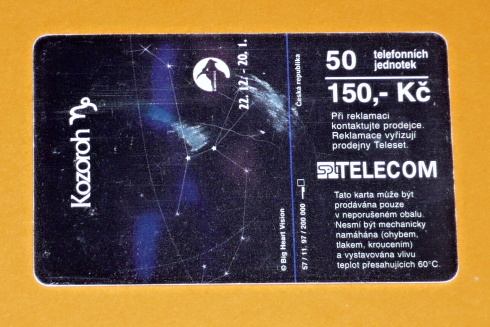 Kozoroh ♑
22. 12. - 20. 1.
© Big Heart Vision
Česká republika
57 / 11. 97 / 200 000
50 telefonních
jednotek
150,- Kč
Při reklamaci
kontaktujte prodejce.
Reklamace vyřizují
prodejny Teleset.
SPT TELECOM
Tato karta může být
prodávána pouze
v neporušeném obalu.
Nesmí být mechanicky
namáhána (ohybem,
tlakem, kroucením)
a vystavována vlivu
teplot přesahujících 60°C.